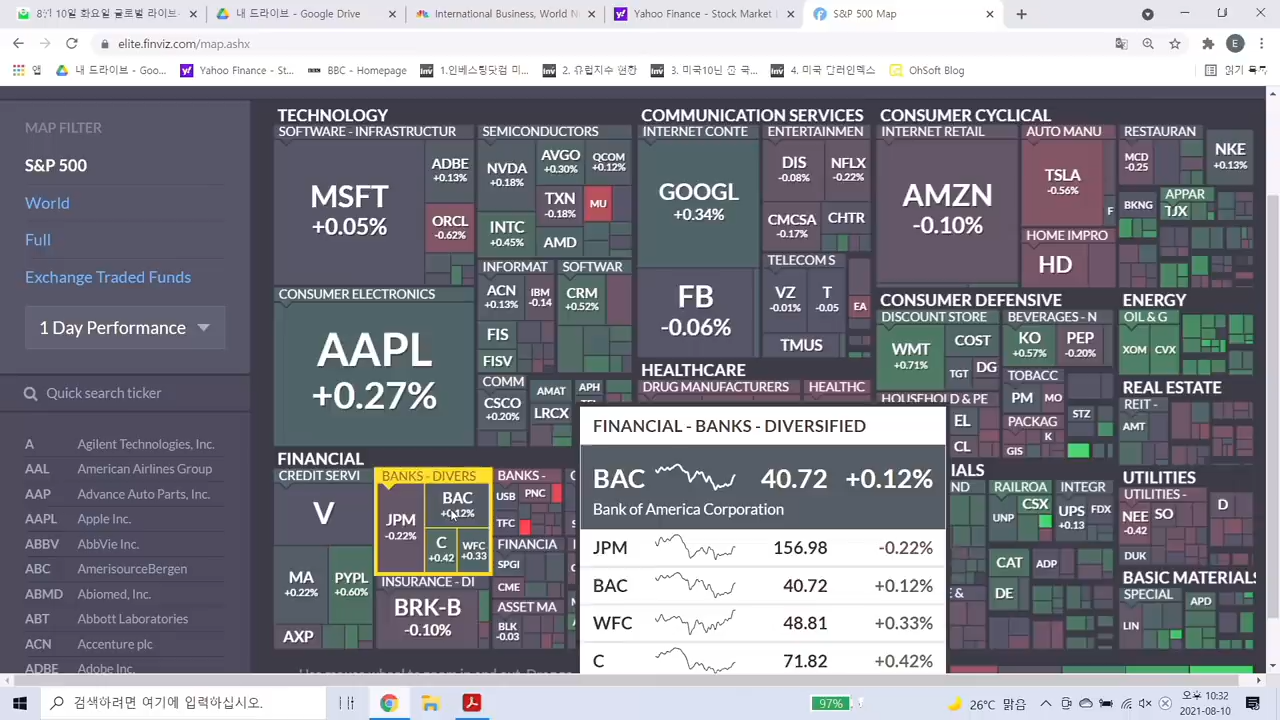 8월 10일 화요일 글로벌 라이브
내 드라이브 - Google Drive
International Business, World N
Yahoo Finance - Stock Market
S&P 500 Map
elite.finviz.com/map.ashx
E
앱
내 드라이브 - Goo...
Yahoo Finance - St...
BBC - Homepage
1.인베스팅닷컴 미...
2. 유럽지수 현황
3. 미국10년 만 국...
4. 미국 달러인덱스
OhSoft Blog
읽기 목록
MAP FILTER
S&P 500
World
Full
Exchange Traded Funds
1 Day Performance
Quick search ticker
A Agilent Technologies, Inc.
AAL American Airlines Group
AAP Advance Auto Parts, Inc.
AAPL Apple Inc.
ABBV AbbVie Inc.
ABC AmerisourceBergen
ABMD Abiomed, Inc.
ABT Abbott Laboratories
ACN Accenture plc
ADBE Adobe Inc.
TECHNOLOGY
SOFTWARE - INFRASTRUCTUR
MSFT
+0.05%
ADBE
+0.13%
ORCL
-0.62%
SEMICONDUCTORS
NVDA
+0.18%
AVGO
+0.30%
QCOM
+0.12%
TXN
-0.18%
MU
INTC
+0.45%
AMD
CONSUMER ELECTRONICS
AAPL
+0.27%
INFORMAT
ACN
+0.13%
IBM
-0.14
FIS
FISV
SOFTWAR
CRM
+0.52%
COMM
CSCO
+0.20%
AMAT
APH
LRCX
COMMUNICATION SERVICES
INTERNET CONTE
GOOGL
+0.34%
FB
-0.06%
ENTERTAINMEN
DIS
-0.08%
NFLX
-0.22%
CMCSA
-0.17%
CHTR
TELECOM S
VZ
-0.01%
T
-0.05
TMUS
EA
CONSUMER CYCLICAL
INTERNET RETAIL
AMZN
-0.10%
AUTO MANU
TSLA
-0.56%
F
HOME IMPRO
HD
RESTAURAN
MCD
-0.25
BKNG
NKE
+0.13%
APPAR
TJX
CONSUMER DEFENSIVE
DISCOUNT STORE
WMT
+0.71%
COST
TGT
DG
BEVERAGES - N
KO
+0.57%
PEP
-0.20%
HOUSEHOLD & PE
EL
CL
TOBACC
PM
MO
STZ
PACKAG
K
GIS
ENERGY
OIL & G
XOM
CVX
REAL ESTATE
REIT -
AMT
HEALTHCARE
DRUG MANUFACTURERS
HEALTHC
FINANCIAL
CREDIT SERVI
V
MA
+0.22%
PYPL
+0.60%
AXP
BANKS - DIVERS
JPM
-0.22%
BAC
+0.12%
C
+0.42
WFC
+0.33
BANKS -
USB
PNC
TFC
INSURANCE - DI
BRK-B
-0.10%
FINANCIA
SPGI
CME
ASSET MA
BLK
-0.03
FINANCIAL - BANKS - DIVERSIFIED
BAC 40.72 +0.12%
Bank of America Corporation
JPM 156.98 -0.22%
BAC 40.72 +0.12%
WFC 48.81 +0.33%
C 71.82 +0.42%
IALS
ND
RAILROA
UNP
CSX
INTEGR
UPS
+0.13
FDX
CAT
ADP
DE
& &
UTILITIES
UTILITIES -
NEE
-0.42
SO
D
DUK
BASIC MATERIALS
SPECIAL
LIN
APD
검색하려면 여기에 입력하십시오.
97%
26°C 맑음
오후 10:32
2021-08-10